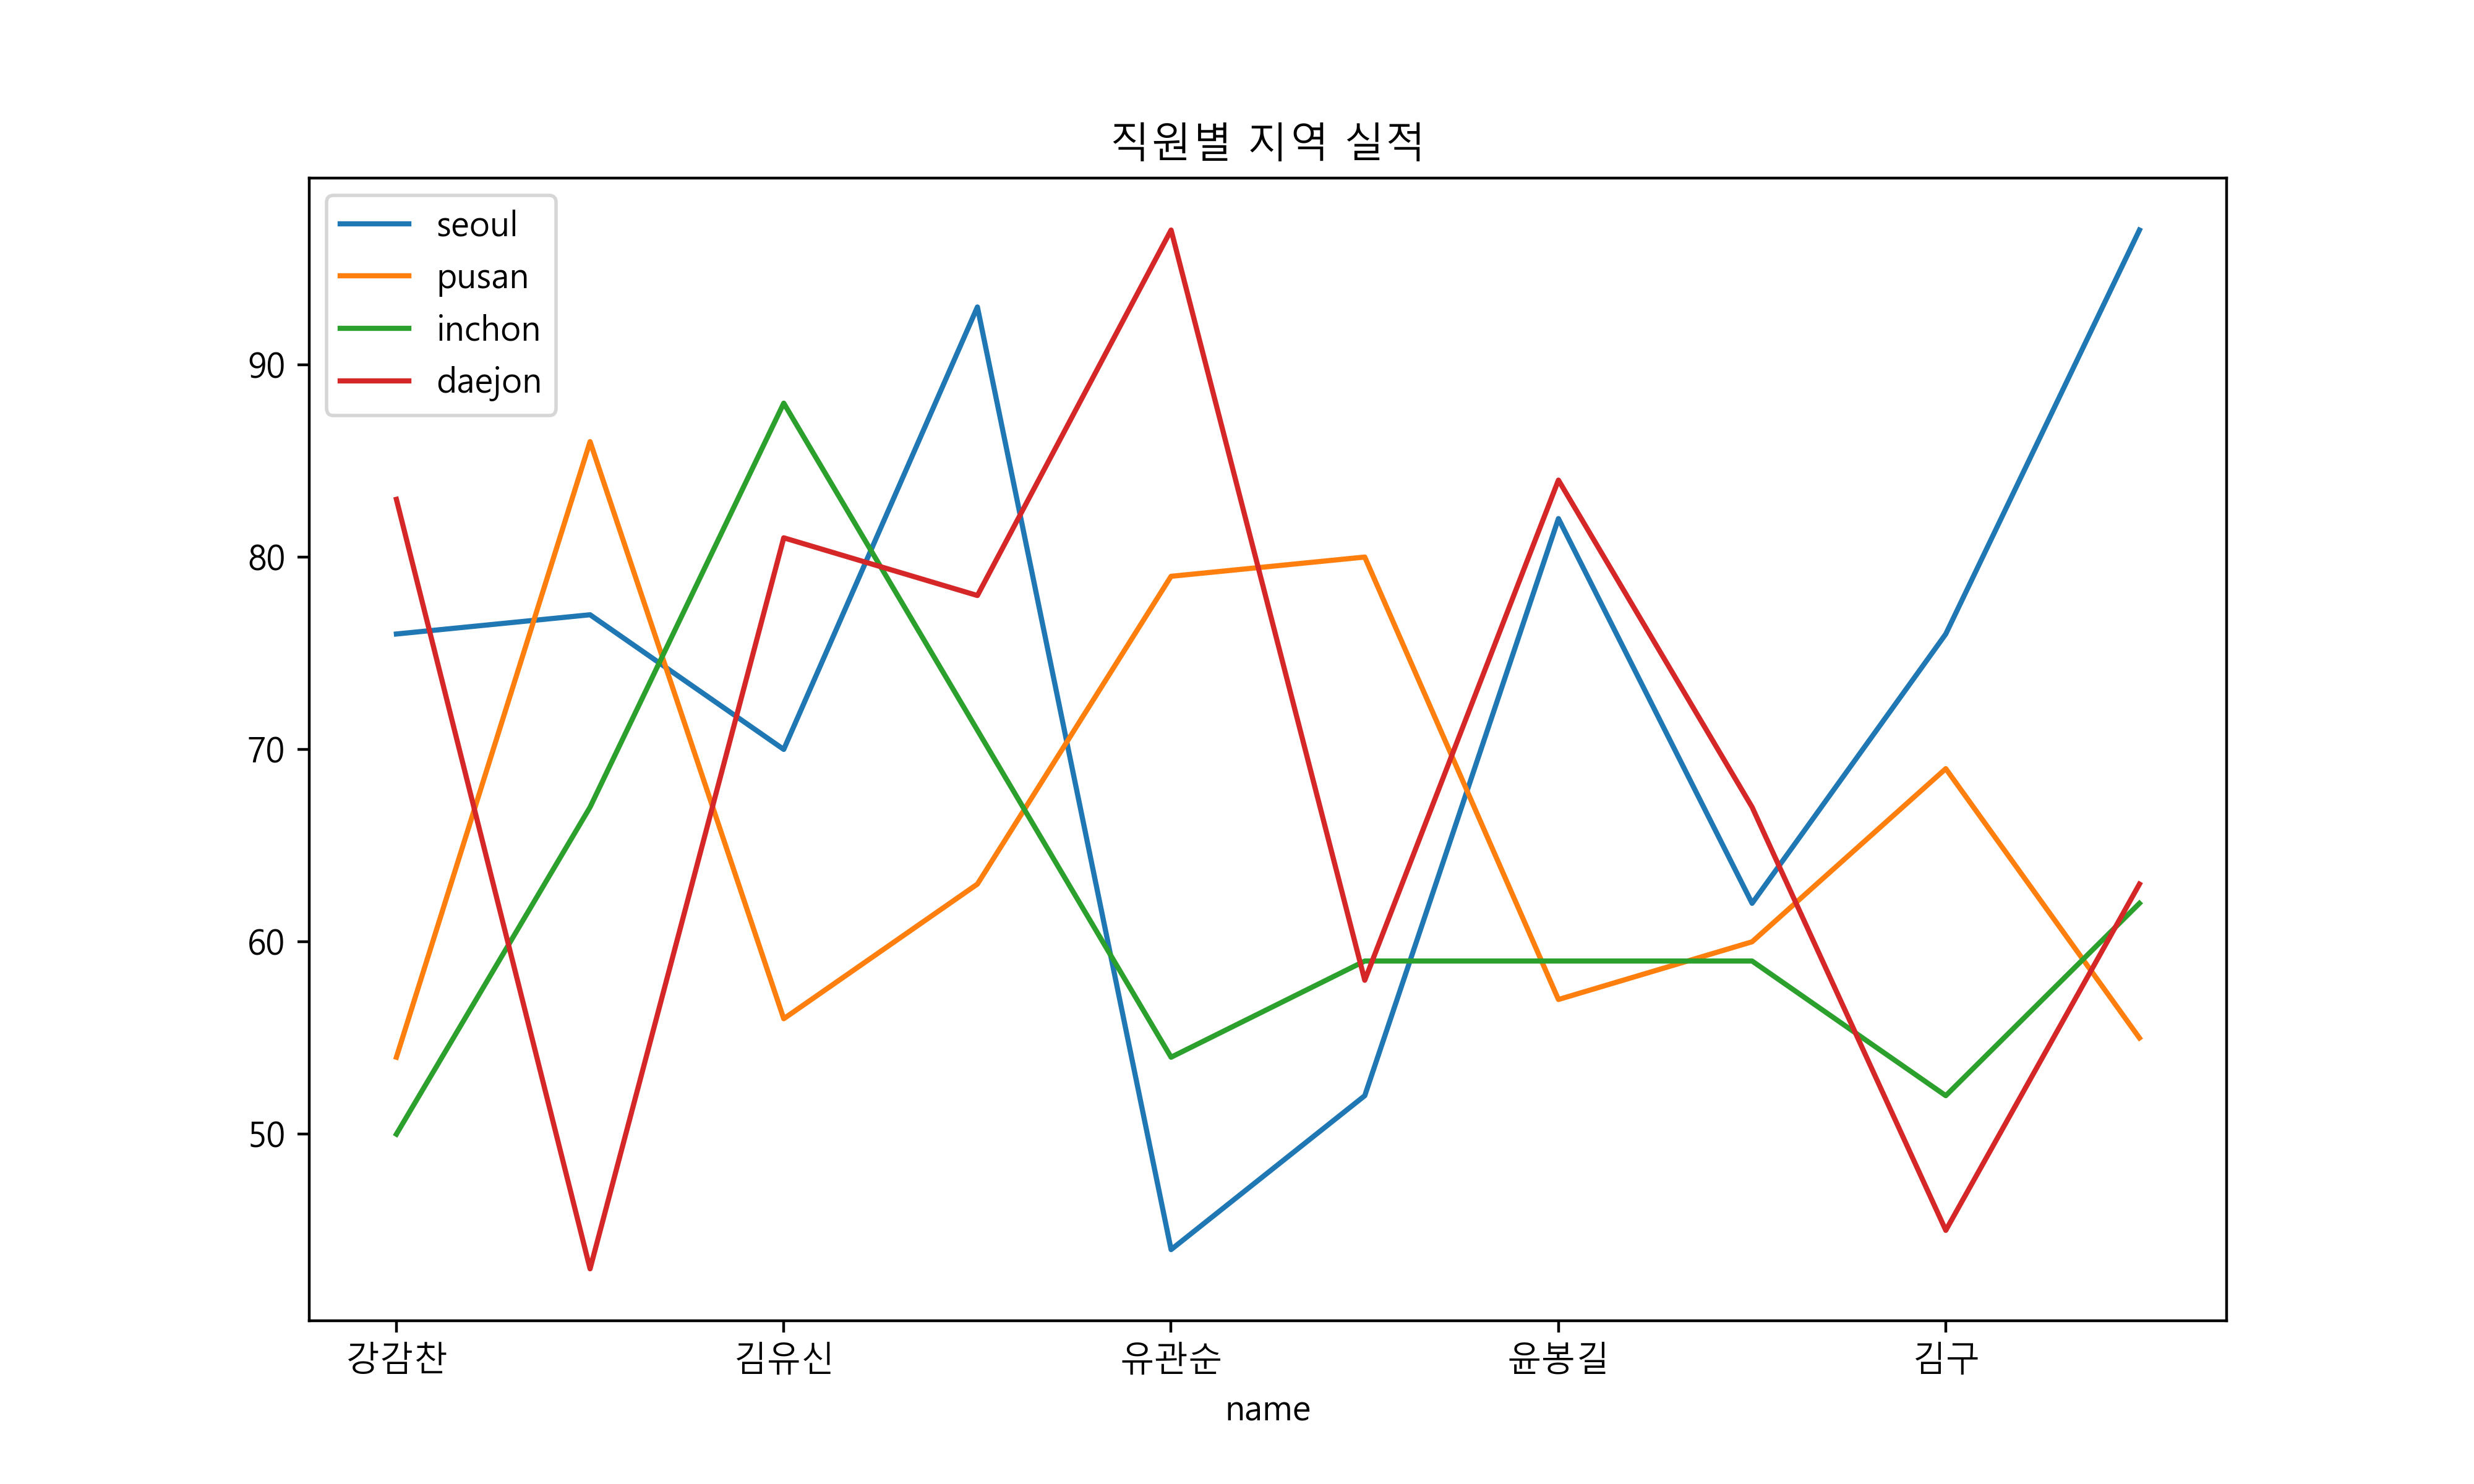 직원별 지역 실적
seoul
pusan
inchon
daejon
90
80
70
60
50
강감찬 김유신 유관순 윤봉길 김구
name